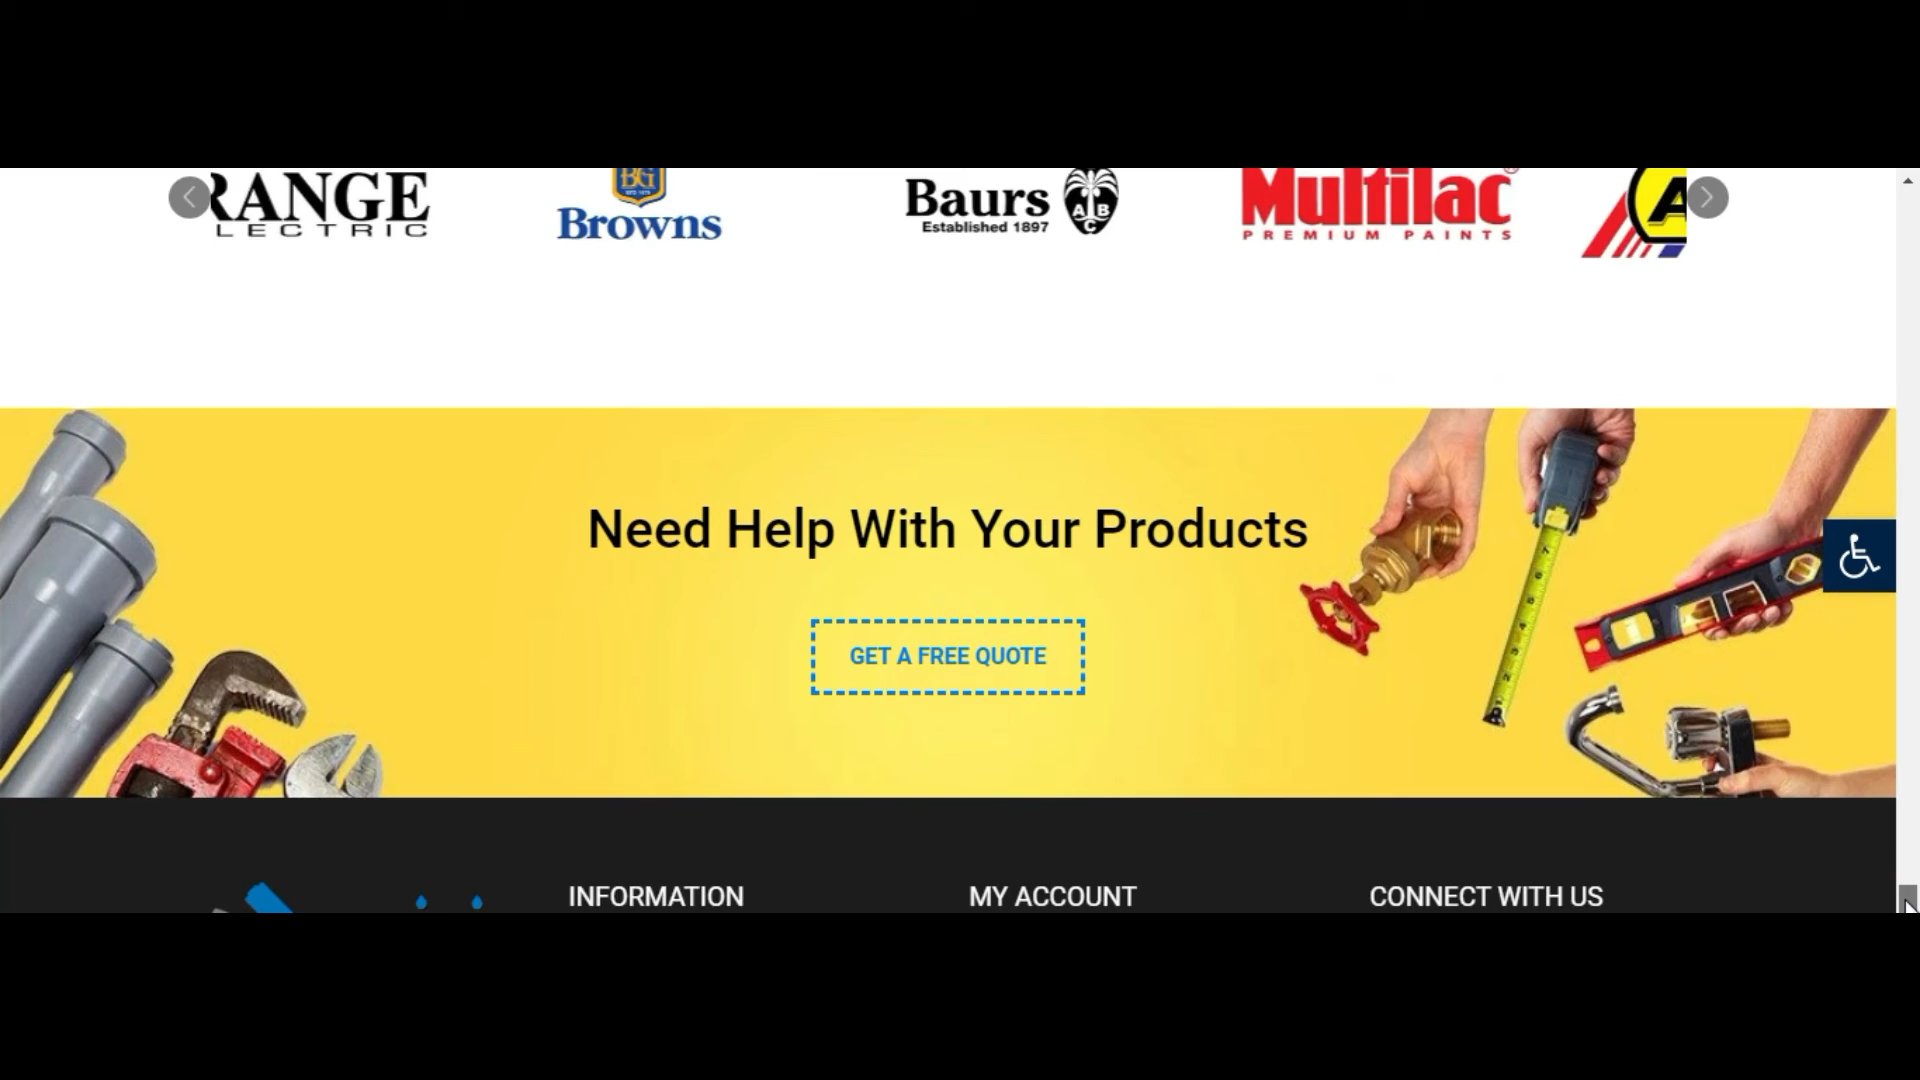 RANGE
LECTRIC
BG
Browns
Baurs
Established 1897
A B C
Multilac
PREMIUM PAINTS
A
Need Help With Your Products
GET A FREE QUOTE
INFORMATION
MY ACCOUNT
CONNECT WITH US